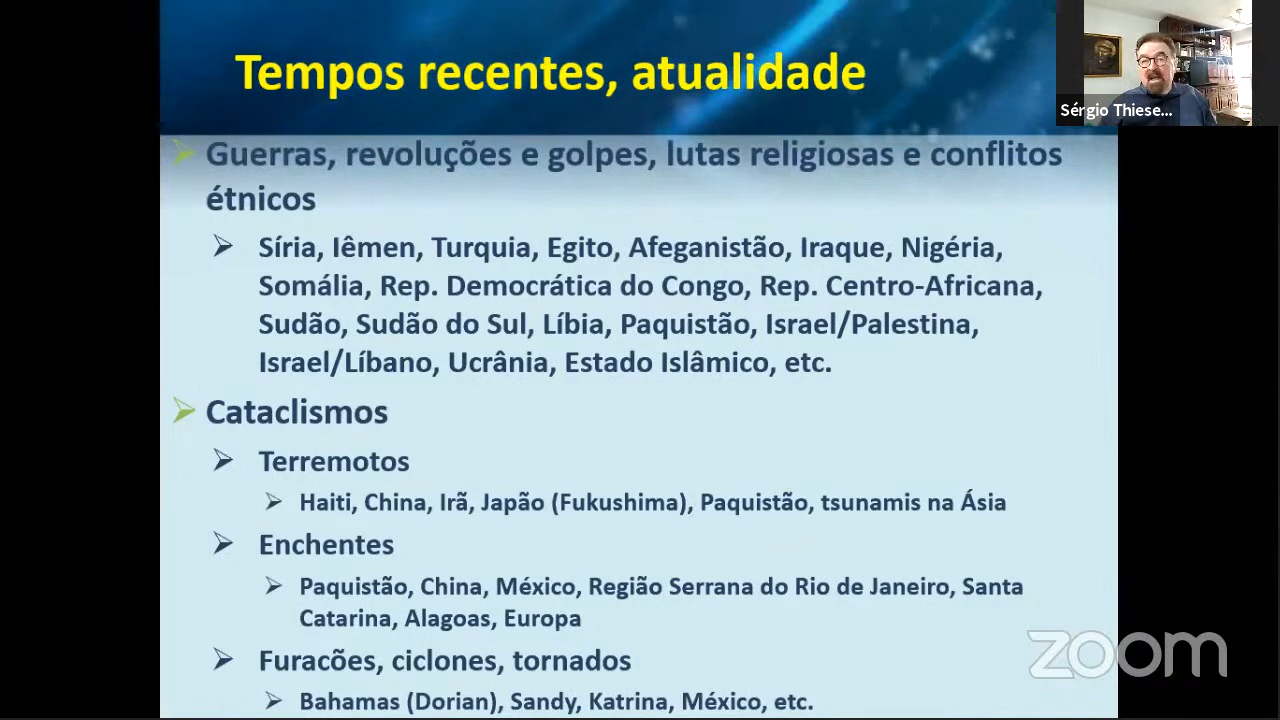 Tempos recentes, atualidade
Sérgio Thiese...
➢ Guerras, revoluções e golpes, lutas religiosas e conflitos
étnicos
➢ Síria, Iêmen, Turquia, Egito, Afeganistão, Iraque, Nigéria,
Somália, Rep. Democrática do Congo, Rep. Centro-Africana,
Sudão, Sudão do Sul, Líbia, Paquistão, Israel/Palestina,
Israel/Líbano, Ucrânia, Estado Islâmico, etc.
➢ Cataclismos
➢ Terremotos
➢ Haiti, China, Irã, Japão (Fukushima), Paquistão, tsunamis na Ásia
➢ Enchentes
➢ Paquistão, China, México, Região Serrana do Rio de Janeiro, Santa
Catarina, Alagoas, Europa
➢ Furacões, ciclones, tornados
➢ Bahamas (Dorian), Sandy, Katrina, México, etc.
zoom